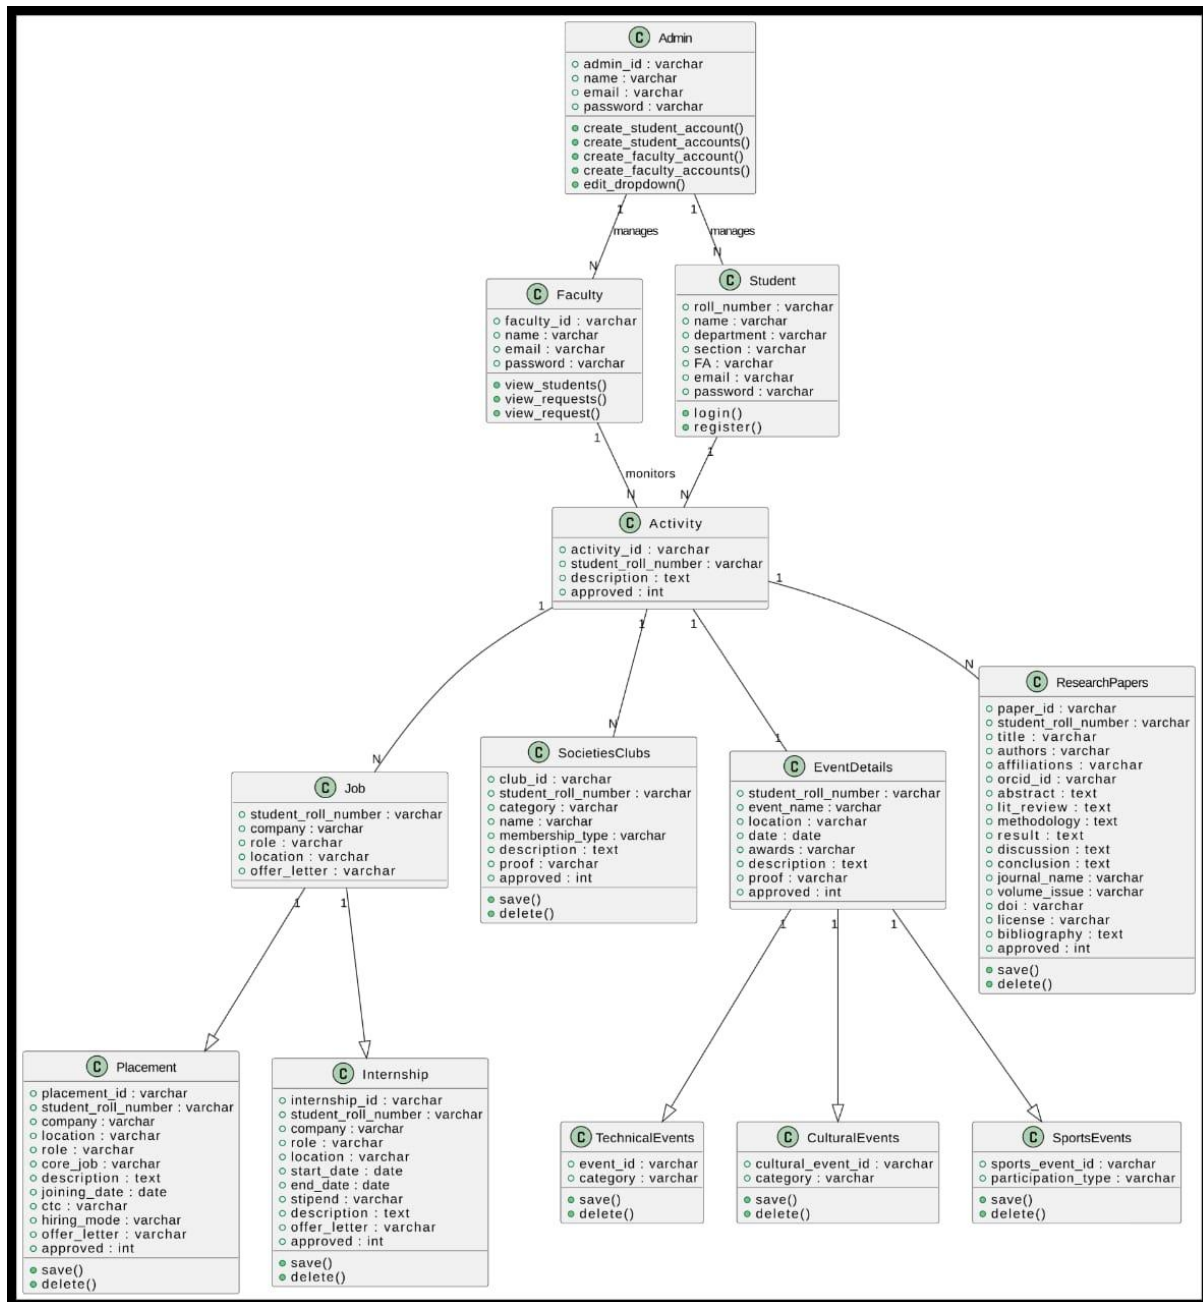 C Admin
admin_id : varchar
name : varchar
email : varchar
password : varchar
create_student_account()
create_student_accounts()
create_faculty_account()
create_faculty_accounts()
edit_dropdown()
1
1
manages
manages
N
N
C Faculty
faculty_id : varchar
name : varchar
email : varchar
password : varchar
view_students()
view_requests()
view_request()
C Student
roll_number : varchar
name : varchar
department : varchar
section : varchar
FA : varchar
email : varchar
password : varchar
login()
register()
1
1
monitors
N
N
C Activity
activity_id : varchar
student_roll_number : varchar
description : text
approved : int
1
1
1
1
N
N
1
N
C Job
student_roll_number : varchar
company : varchar
role : varchar
location : varchar
offer_letter : varchar
C SocietiesClubs
club_id : varchar
student_roll_number : varchar
category : varchar
name : varchar
membership_type : varchar
description : text
proof : varchar
approved : int
save()
delete()
C EventDetails
student_roll_number : varchar
event_name : varchar
location : varchar
date : date
awards : varchar
description : text
proof : varchar
approved : int
C ResearchPapers
paper_id : varchar
student_roll_number : varchar
title : varchar
authors : varchar
affiliations : varchar
orcid_id : varchar
abstract : text
lit_review : text
methodology : text
result : text
discussion : text
conclusion : text
journal_name : varchar
volume_issue : varchar
doi : varchar
license : varchar
bibliography : text
approved : int
save()
delete()
1
1
1
1
1
C Placement
placement_id : varchar
student_roll_number : varchar
company : varchar
location : varchar
role : varchar
core_job : varchar
description : text
joining_date : date
ctc : varchar
hiring_mode : varchar
offer_letter : varchar
approved : int
save()
delete()
C Internship
internship_id : varchar
student_roll_number : varchar
company : varchar
role : varchar
location : varchar
start_date : date
end_date : date
stipend : varchar
description : text
offer_letter : varchar
approved : int
save()
delete()
C TechnicalEvents
event_id : varchar
category : varchar
save()
delete()
C CulturalEvents
cultural_event_id : varchar
category : varchar
save()
delete()
C SportsEvents
sports_event_id : varchar
participation_type : varchar
save()
delete()